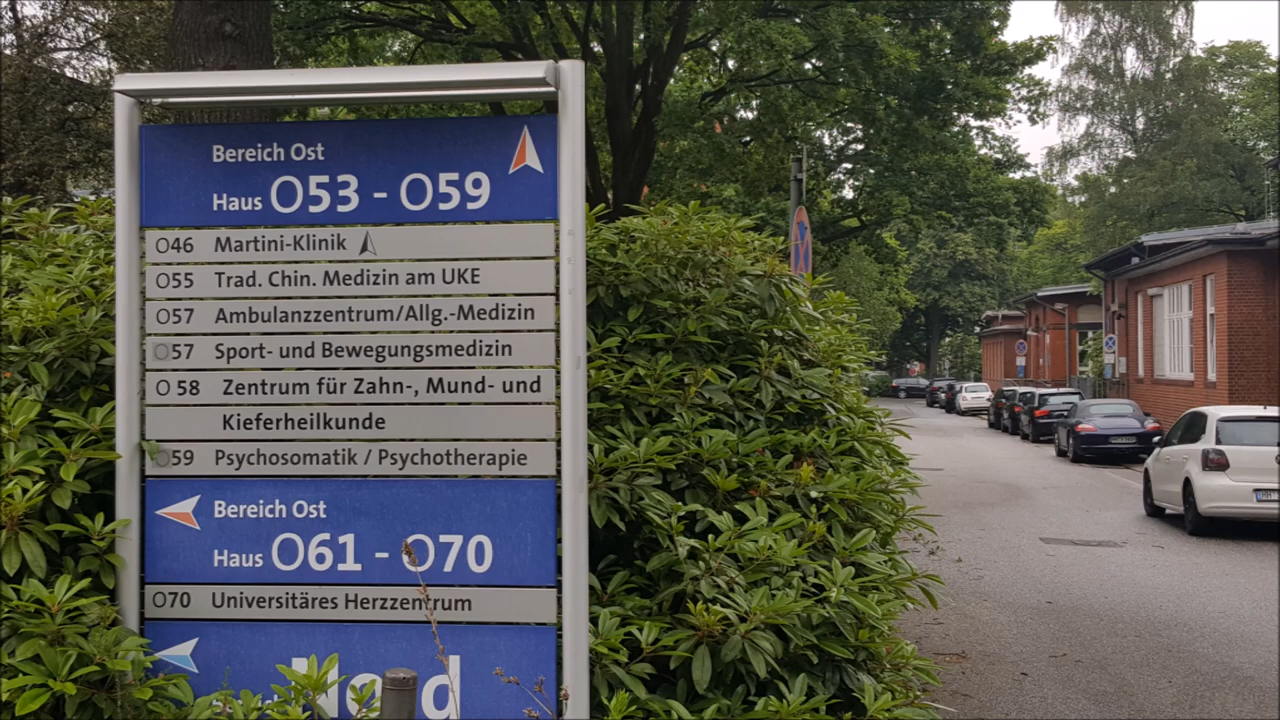 Bereich Ost
Haus O53 - O59
O46 Martini-Klinik
O55 Trad. Chin. Medizin am UKE
O57 Ambulanzzentrum/Allg.-Medizin
O57 Sport- und Bewegungsmedizin
O 58 Zentrum für Zahn-, Mund- und
Kieferheilkunde
O59 Psychosomatik / Psychotherapie
Bereich Ost
Haus O61 - O70
O70 Universitäres Herzzentrum
Nord